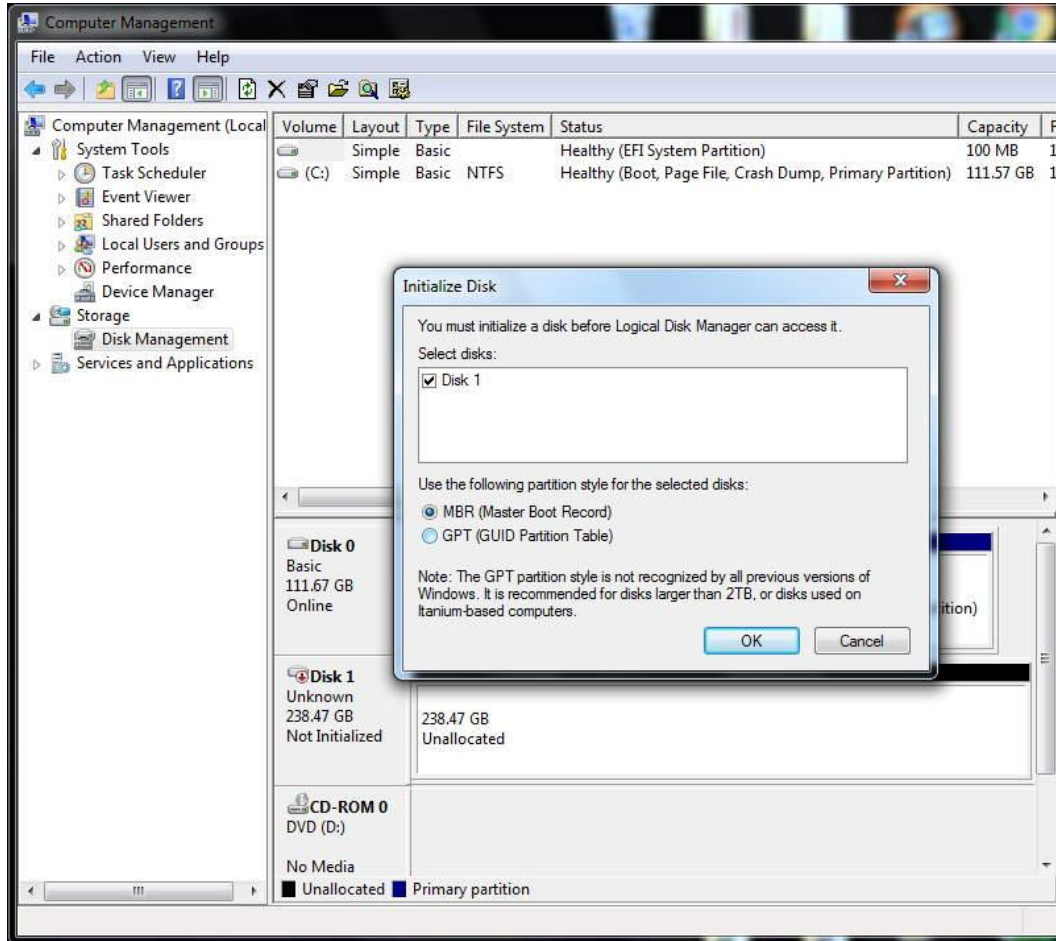 Computer Management
File Action View Help
Computer Management (Local
System Tools
Task Scheduler
Event Viewer
Shared Folders
Local Users and Groups
Performance
Device Manager
Storage
Disk Management
Services and Applications
Volume Layout Type File System Status Capacity F
Simple Basic Healthy (EFI System Partition) 100 MB 1
(C:) Simple Basic NTFS Healthy (Boot, Page File, Crash Dump, Primary Partition) 111.57 GB 1
Initialize Disk
You must initialize a disk before Logical Disk Manager can access it.
Select disks:
Disk 1
Use the following partition style for the selected disks:
MBR (Master Boot Record)
GPT (GUID Partition Table)
Note: The GPT partition style is not recognized by all previous versions of
Windows. It is recommended for disks larger than 2TB, or disks used on
Itanium-based computers.
OK Cancel
Disk 0
Basic
111.67 GB
Online
ition)
Disk 1
Unknown
238.47 GB
Not Initialized
238.47 GB
Unallocated
CD-ROM 0
DVD (D:)
No Media
Unallocated Primary partition